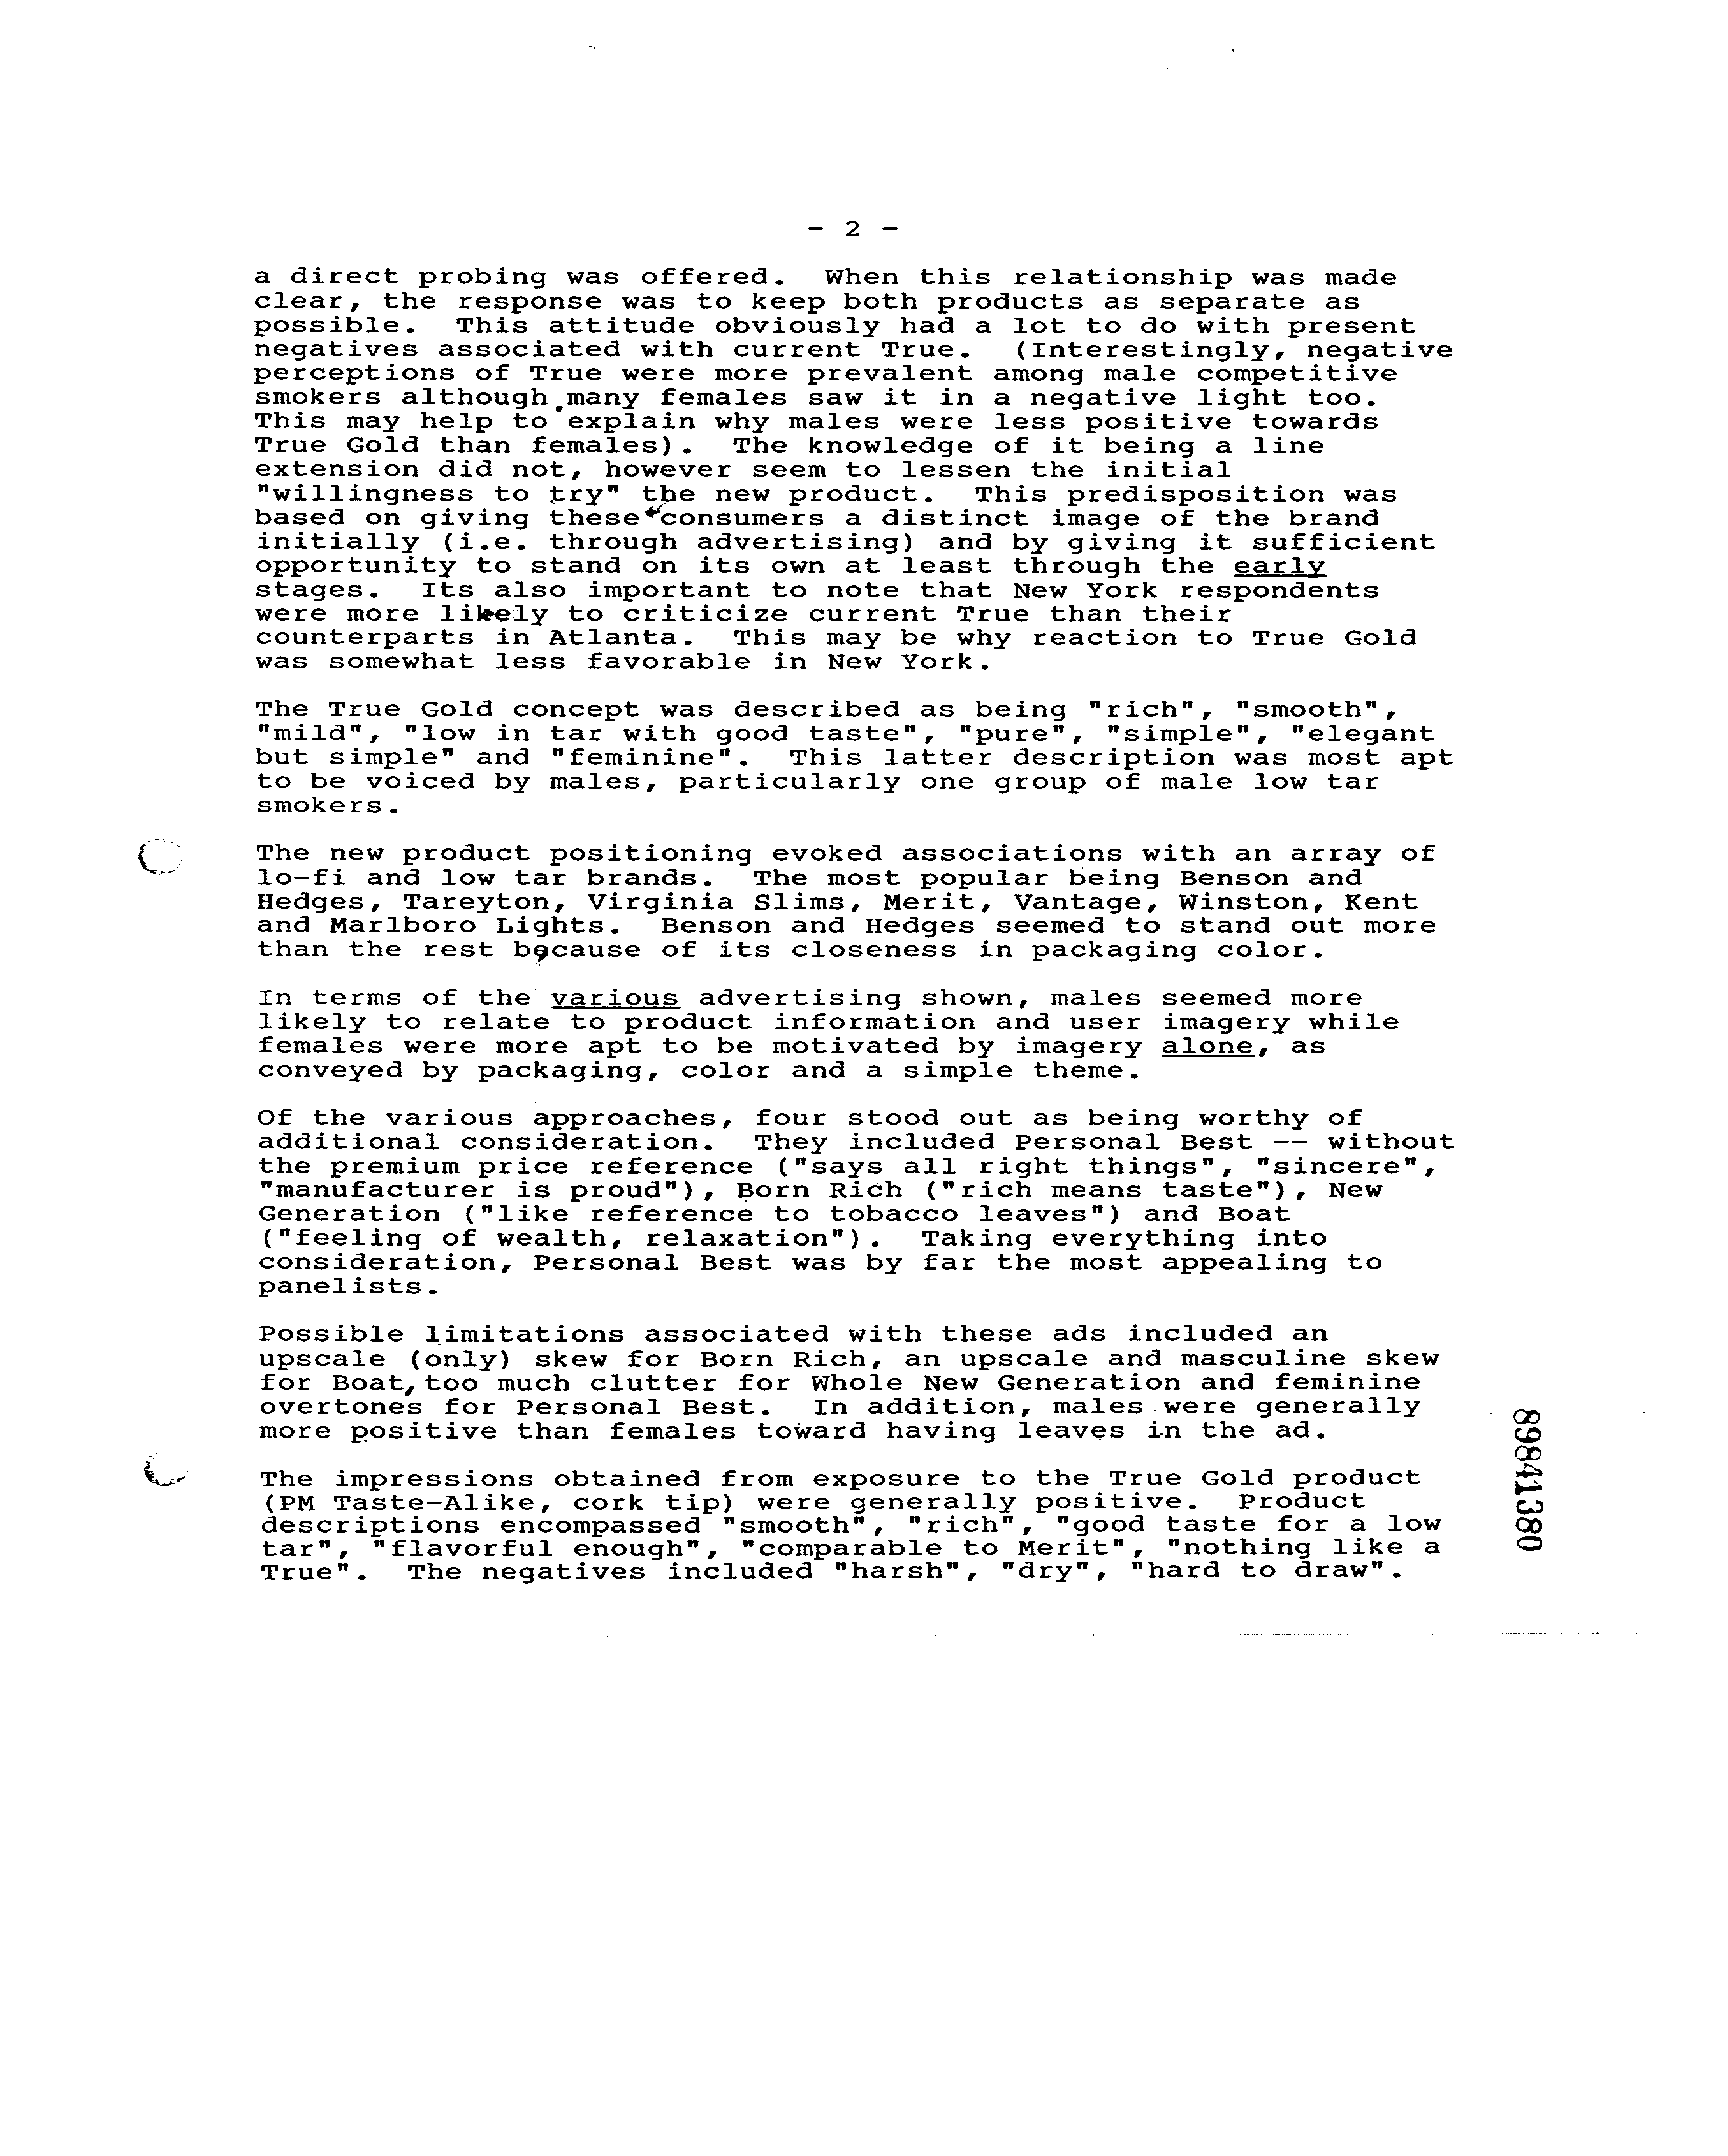 - 2 -
a direct probing was offered. When this relationship was made
clear, the response was to keep both products as separate as
possible. This attitude obviously had a lot to do with present
negatives associated with current True. (Interestingly, negative
perceptions of True were more prevalent among male competitive
smokers although many females saw it in a negative light too.
This may help to explain why males were less positive towards
True Gold than females). The knowledge of it being a line
extension did not, however seem to lessen the initial
"willingness to try" the new product. This predisposition was
based on giving these consumers a distinct image of the brand
initially (i.e. through advertising) and by giving it sufficient
opportunity to stand on its own at least through the early
stages. Its also important to note that New York respondents
were more likely to criticize current True than their
counterparts in Atlanta. This may be why reaction to True Gold
was somewhat less favorable in New York.
The True Gold concept was described as being "rich", "smooth",
"mild", "low in tar with good taste", "pure", "simple", "elegant
but simple" and "feminine". This latter description was most apt
to be voiced by males, particularly one group of male low tar
smokers.
The new product positioning evoked associations with an array of
lo-fi and low tar brands. The most popular being Benson and
Hedges, Tareyton, Virginia Slims, Merit, Vantage, Winston, Kent
and Marlboro Lights. Benson and Hedges seemed to stand out more
than the rest because of its closeness in packaging color.
In terms of the various advertising shown, males seemed more
likely to relate to product information and user imagery while
females were more apt to be motivated by imagery alone, as
conveyed by packaging, color and a simple theme.
Of the various approaches, four stood out as being worthy of
additional consideration. They included Personal Best -- without
the premium price reference ("says all right things", "sincere",
"manufacturer is proud"), Born Rich ("rich means taste"), New
Generation ("like reference to tobacco leaves") and Boat
("feeling of wealth, relaxation"). Taking everything into
consideration, Personal Best was by far the most appealing to
panelists.
Possible limitations associated with these ads included an
upscale (only) skew for Born Rich, an upscale and masculine skew
for Boat, too much clutter for Whole New Generation and feminine
overtones for Personal Best. In addition, males were generally
more positive than females toward having leaves in the ad.
The impressions obtained from exposure to the True Gold product
(PM Taste-Alike, cork tip) were generally positive. Product
descriptions encompassed "smooth", "rich", "good taste for a low
tar", "flavorful enough", "comparable to Merit", "nothing like a
True". The negatives included "harsh", "dry", "hard to draw".
89841380